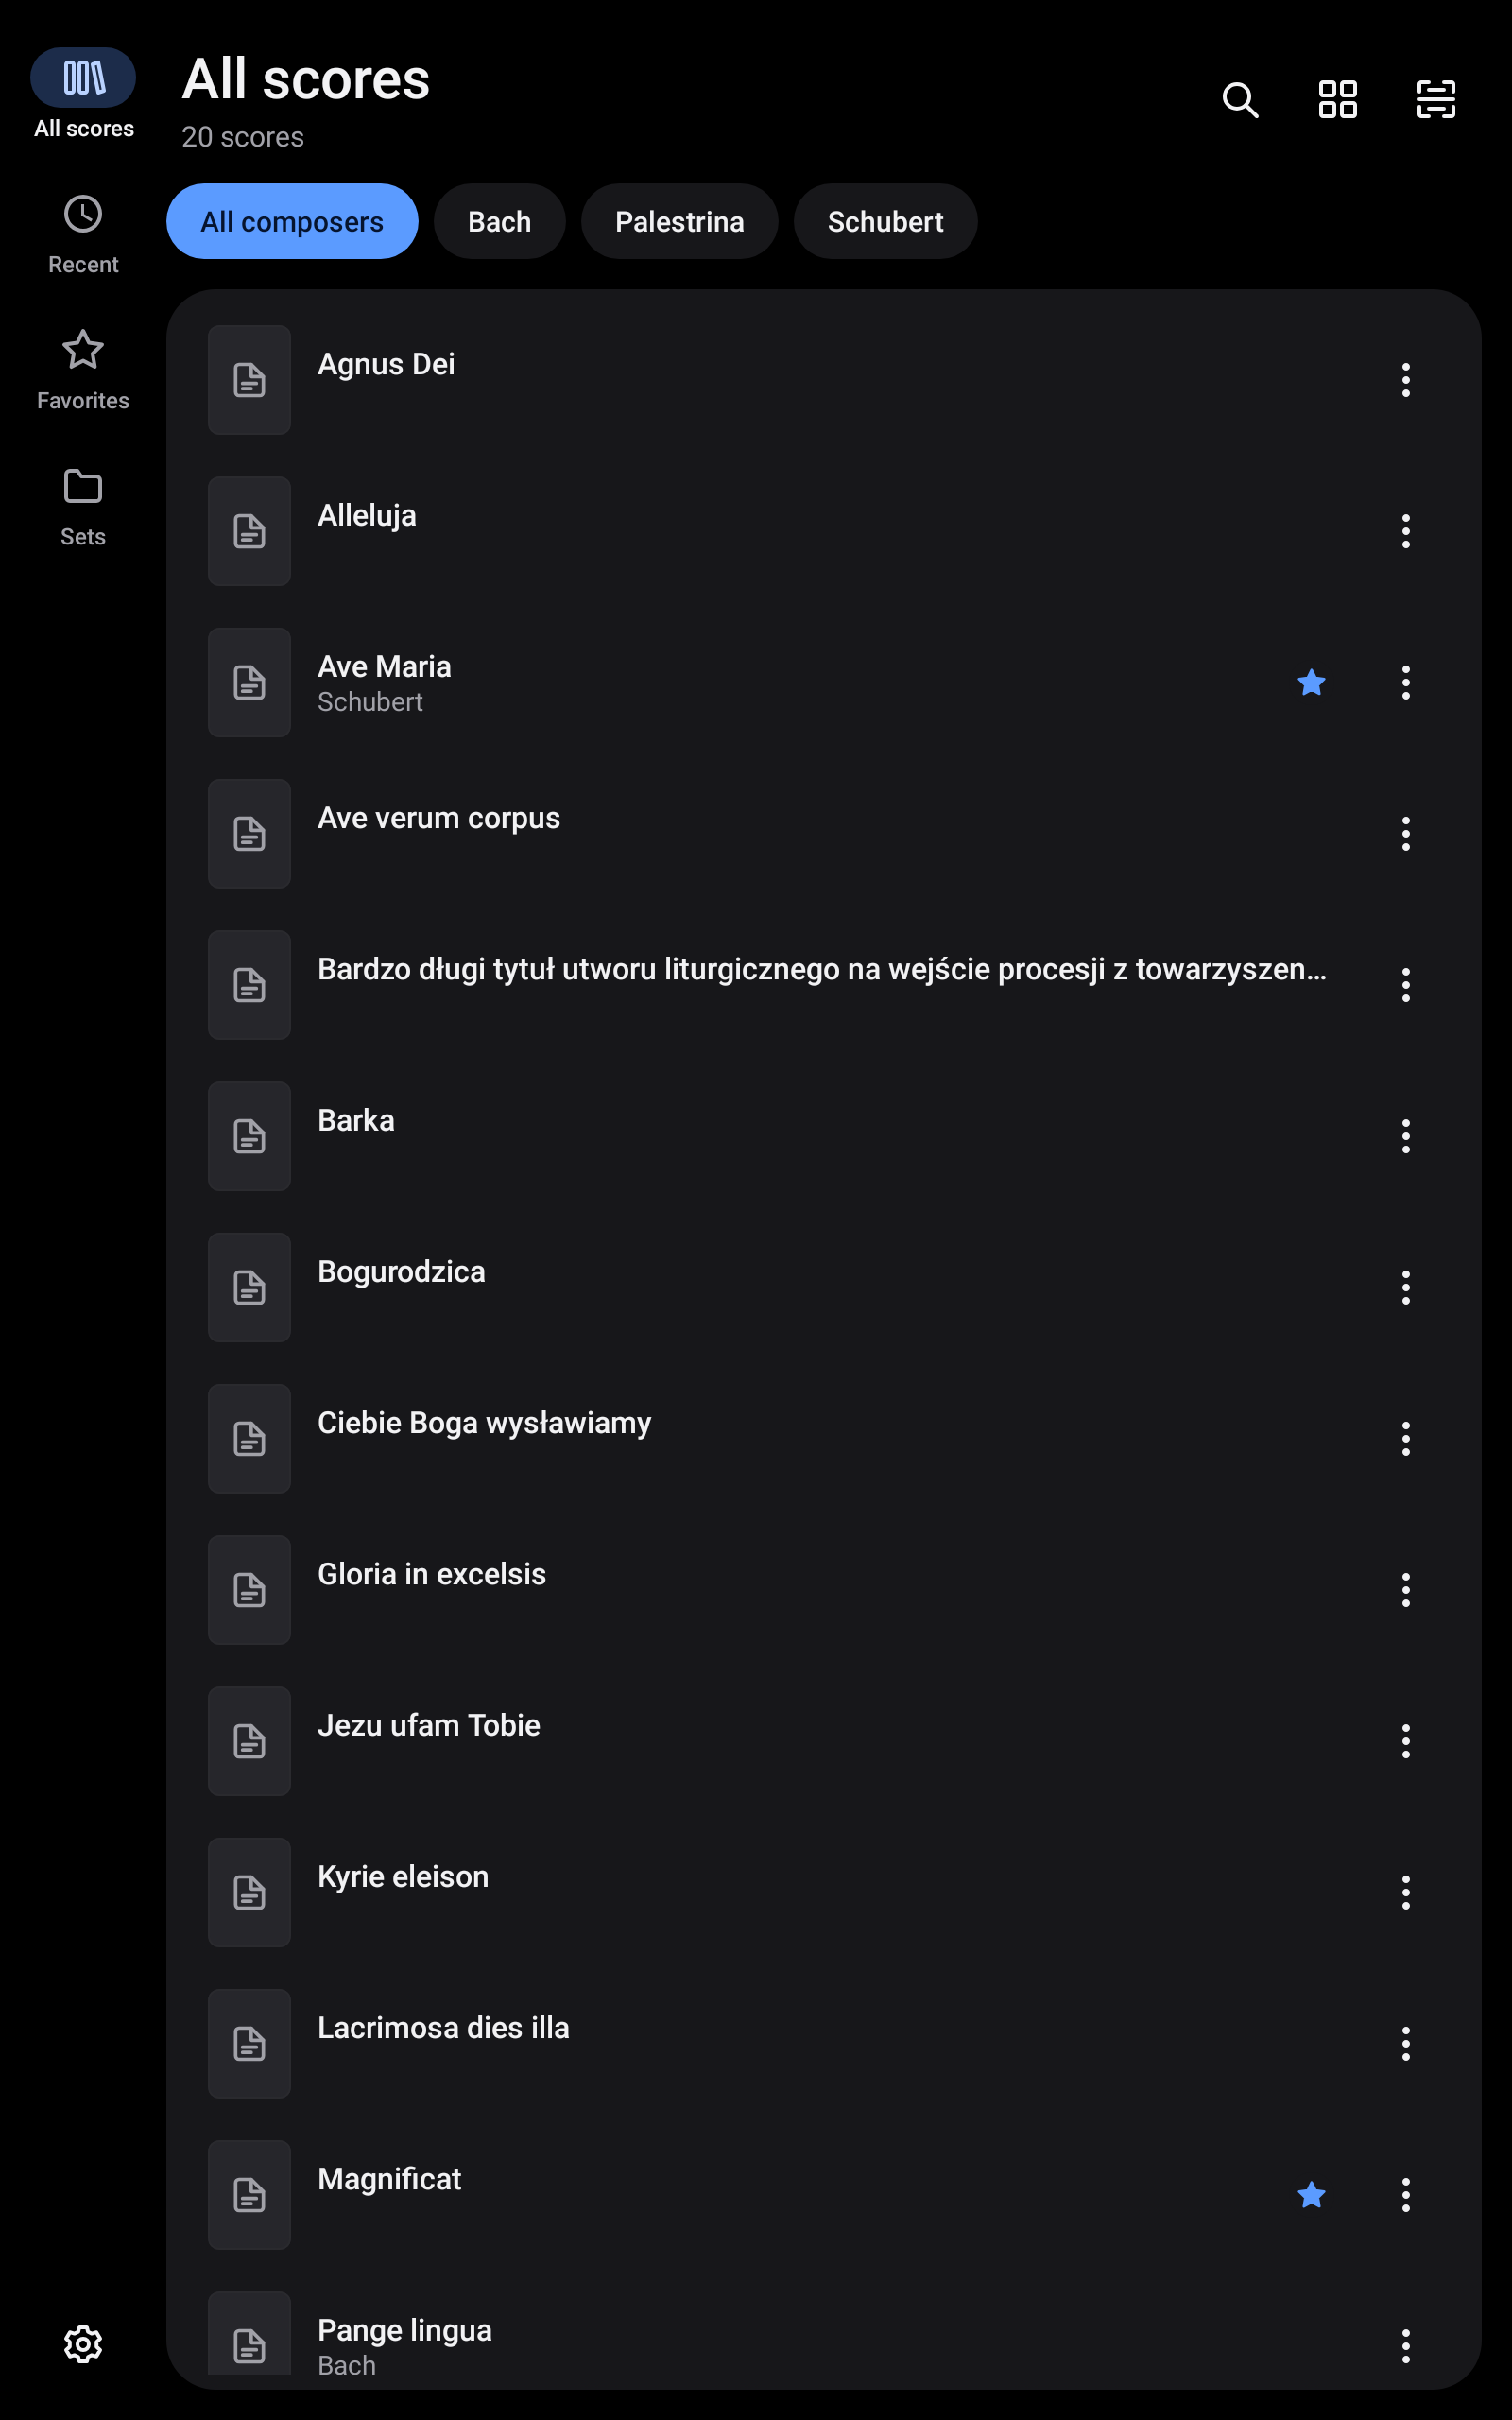 All scores
All scores
20 scores
Recent
Favorites
Sets
All composers
Bach
Palestrina
Schubert
Agnus Dei
Alleluja
Ave Maria
Schubert
Ave verum corpus
Bardzo długi tytuł utworu liturgicznego na wejście procesji z towarzyszen...
Barka
Bogurodzica
Ciebie Boga wysławiamy
Gloria in excelsis
Jezu ufam Tobie
Kyrie eleison
Lacrimosa dies illa
Magnificat
Pange lingua
Bach